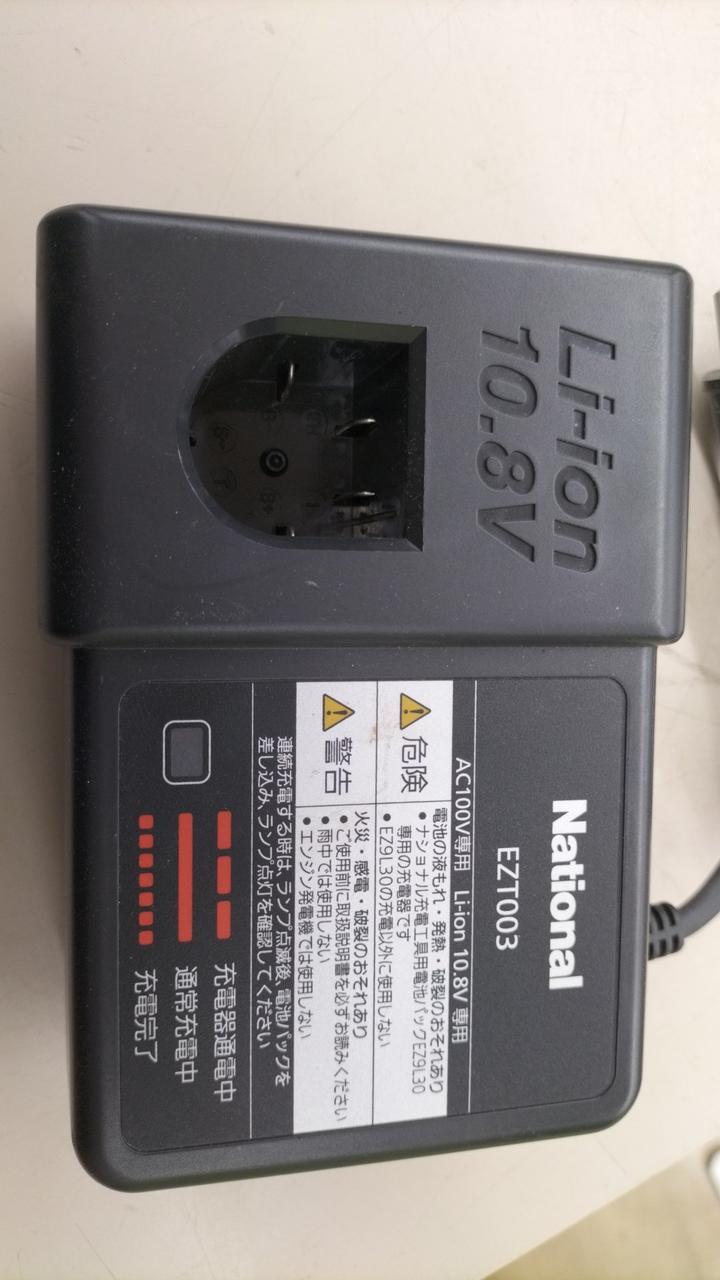 Li-ion
10.8V
National
EZT003
AC100V専用 Li-ion 10.8V 専用
危険
電池の液もれ・発熱・破裂のおそれあり
•ナショナル充電工具用電池パックEZ9L30
専用の充電器です
•EZ9L30の充電以外に使用しない
警告
火災・感電・破裂のおそれあり
•ご使用前に取扱説明書を必ずお読みください
•雨中では使用しない
•エンジン発電機では使用しない
連続充電する時は、ランプ点滅後、電池パックを
差し込み、ランプ点灯を確認してください
充電器通電中
通常充電中
充電完了
B+